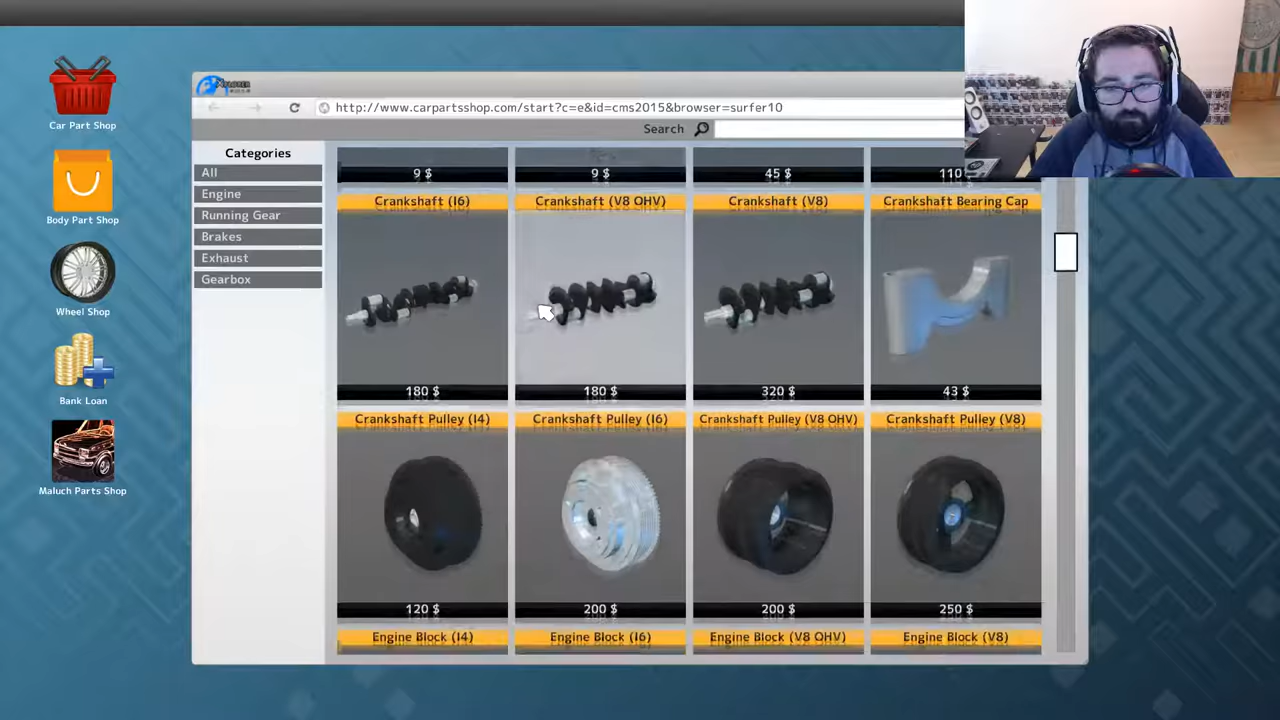 http://www.carpartsshop.com/start?c=e&id=cms2015&browser=surfer10
Search
Car Part Shop
Body Part Shop
Wheel Shop
Bank Loan
Maluch Parts Shop
Categories
All
Engine
Running Gear
Brakes
Exhaust
Gearbox
9 $
9 $
45 $
110
Crankshaft (I6)
Crankshaft (V8 OHV)
Crankshaft (V8)
Crankshaft Bearing Cap
180 $
180 $
320 $
43 $
Crankshaft Pulley (I4)
Crankshaft Pulley (I6)
Crankshaft Pulley (V8 OHV)
Crankshaft Pulley (V8)
120 $
200 $
200 $
250 $
Engine Block (I4)
Engine Block (I6)
Engine Block (V8 OHV)
Engine Block (V8)